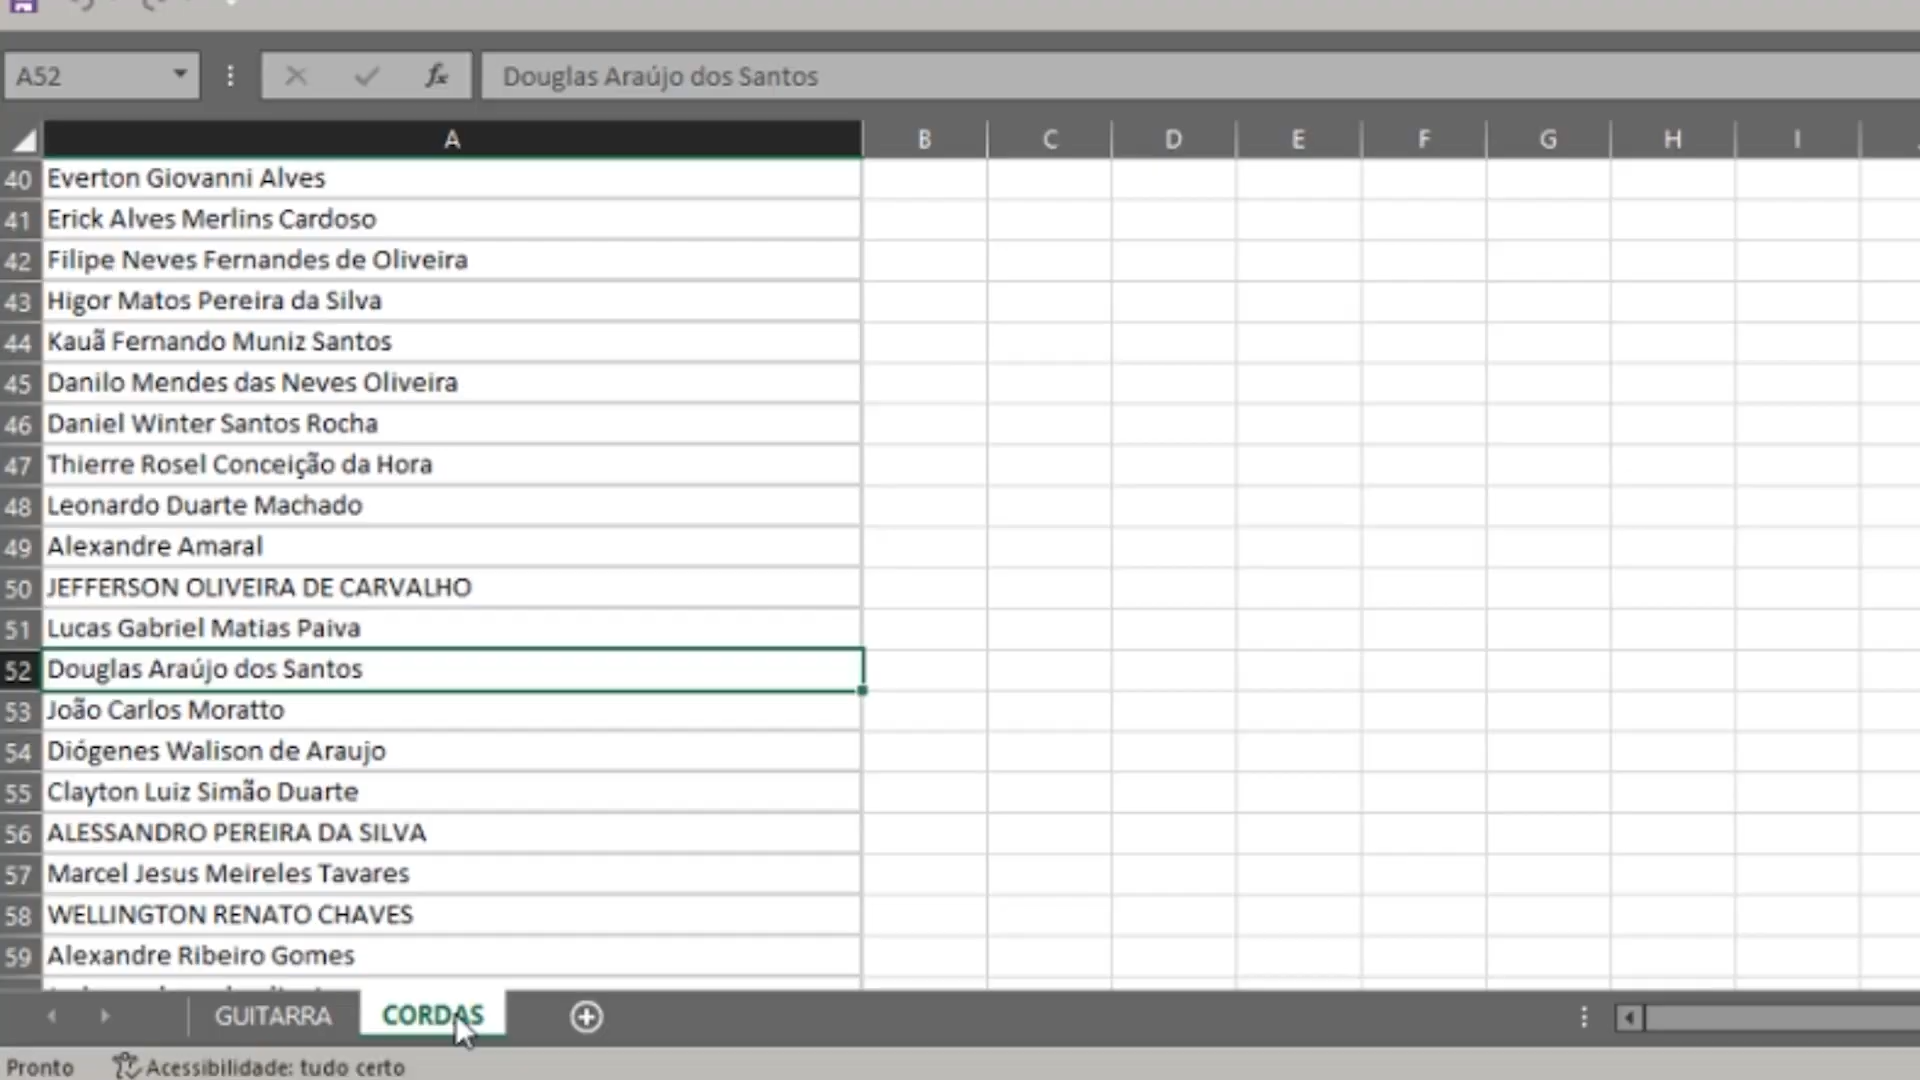 A52 fx Douglas Araújo dos Santos
A B C D E F G H I
40 Everton Giovanni Alves
41 Erick Alves Merlins Cardoso
42 Filipe Neves Fernandes de Oliveira
43 Higor Matos Pereira da Silva
44 Kauã Fernando Muniz Santos
45 Danilo Mendes das Neves Oliveira
46 Daniel Winter Santos Rocha
47 Thierre Rosel Conceição da Hora
48 Leonardo Duarte Machado
49 Alexandre Amaral
50 JEFFERSON OLIVEIRA DE CARVALHO
51 Lucas Gabriel Matias Paiva
52 Douglas Araújo dos Santos
53 João Carlos Moratto
54 Diógenes Walison de Araujo
55 Clayton Luiz Simão Duarte
56 ALESSANDRO PEREIRA DA SILVA
57 Marcel Jesus Meireles Tavares
58 WELLINGTON RENATO CHAVES
59 Alexandre Ribeiro Gomes
GUITARRA CORDAS
Pronto Acessibilidade: tudo certo